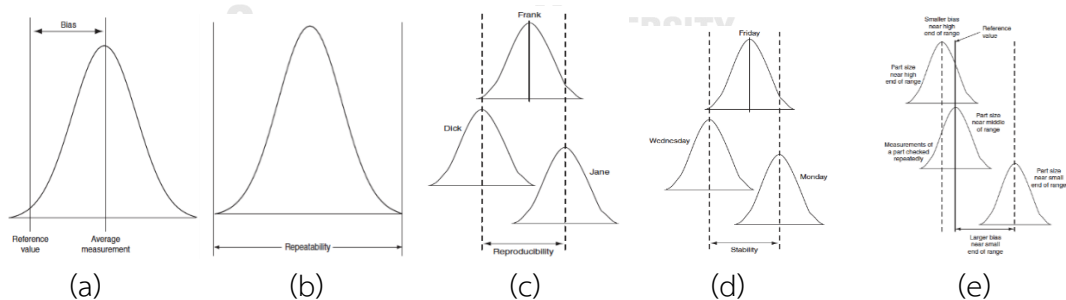 Bias
Reference
value
Average
measurement
(a)
Repeatability
(b)
Frank
Dick
Jane
Reproducibility
(c)
Friday
Wednesday
Monday
Stability
(d)
Smaller bias
near high
end of range
Reference
value
Part size
near high
end of range
Part size
near middle
of range
Measurements of
a part checked
repeatedly
Part size
near small
end of range
Larger bias
near small
end of range
(e)